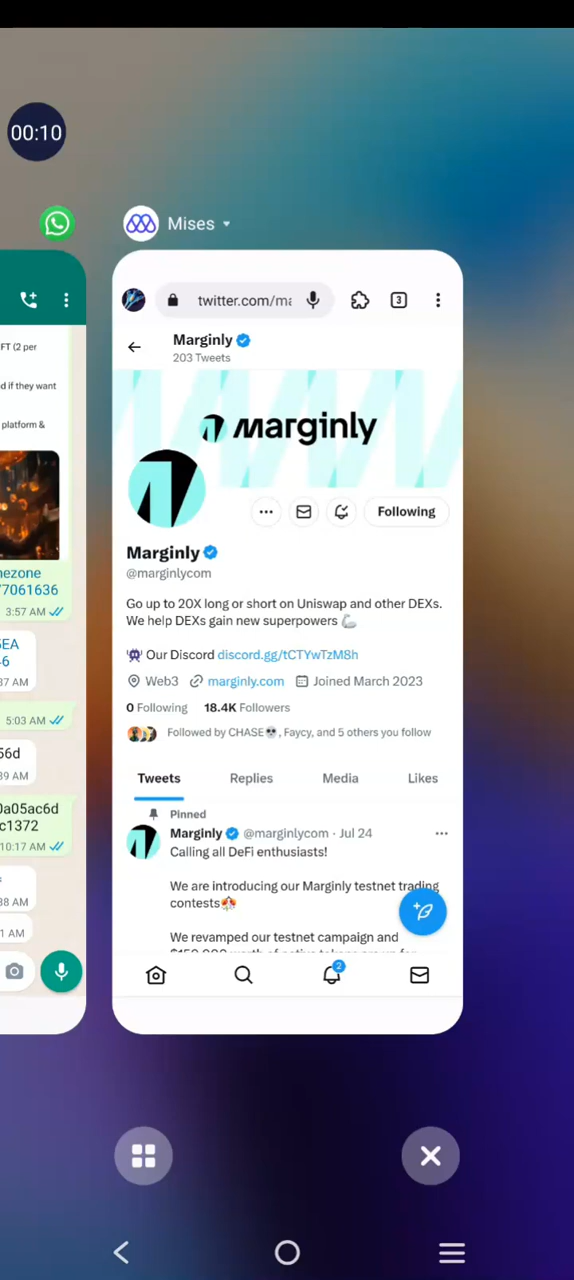 00:10
Mises
twitter.com/ma
3
Marginly
203 Tweets
marginly
Following
Marginly
@marginlycom
Go up to 20X long or short on Uniswap and other DEXs.
We help DEXs gain new superpowers
Our Discord discord.gg/tCTYwTzM8h
Web3 marginly.com Joined March 2023
0 Following 18.4K Followers
Followed by CHASE, Faycy, and 5 others you follow
Tweets Replies Media Likes
Pinned
Marginly @marginlycom · Jul 24
Calling all DeFi enthusiasts!
We are introducing our Marginly testnet trading
contests
We revamped our testnet campaign and
2
FT (2 per
d if they want
platform &
nezone
77061636
3:57 AM
5EA
37 AM
5:03 AM
56d
39 AM
0a05ac6d
c1372
10:17 AM
38 AM
1 AM